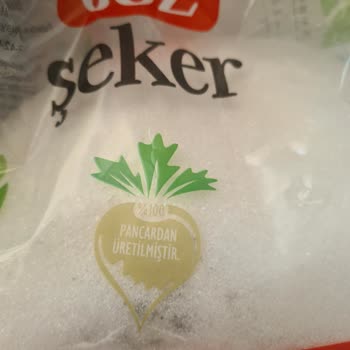 şeker
%100
PANCARDAN
ÜRETİLMİŞTİR.